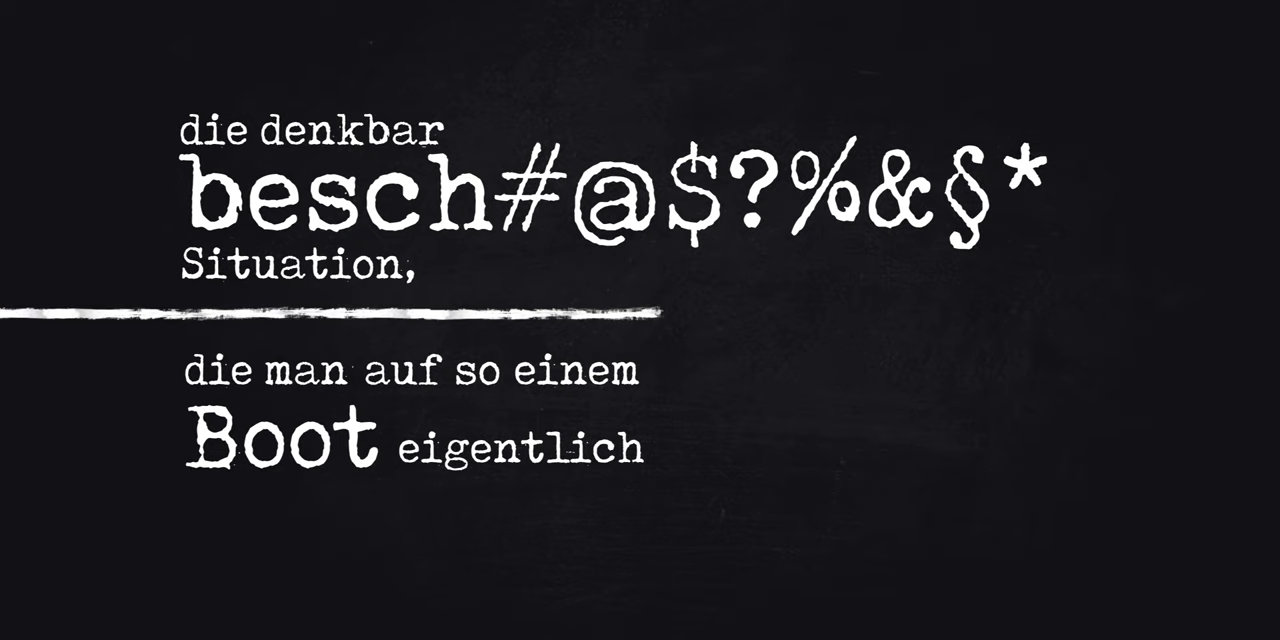 die denkbar
besch#@$?%&§*
Situation,
die man auf so einem
Boot eigentlich